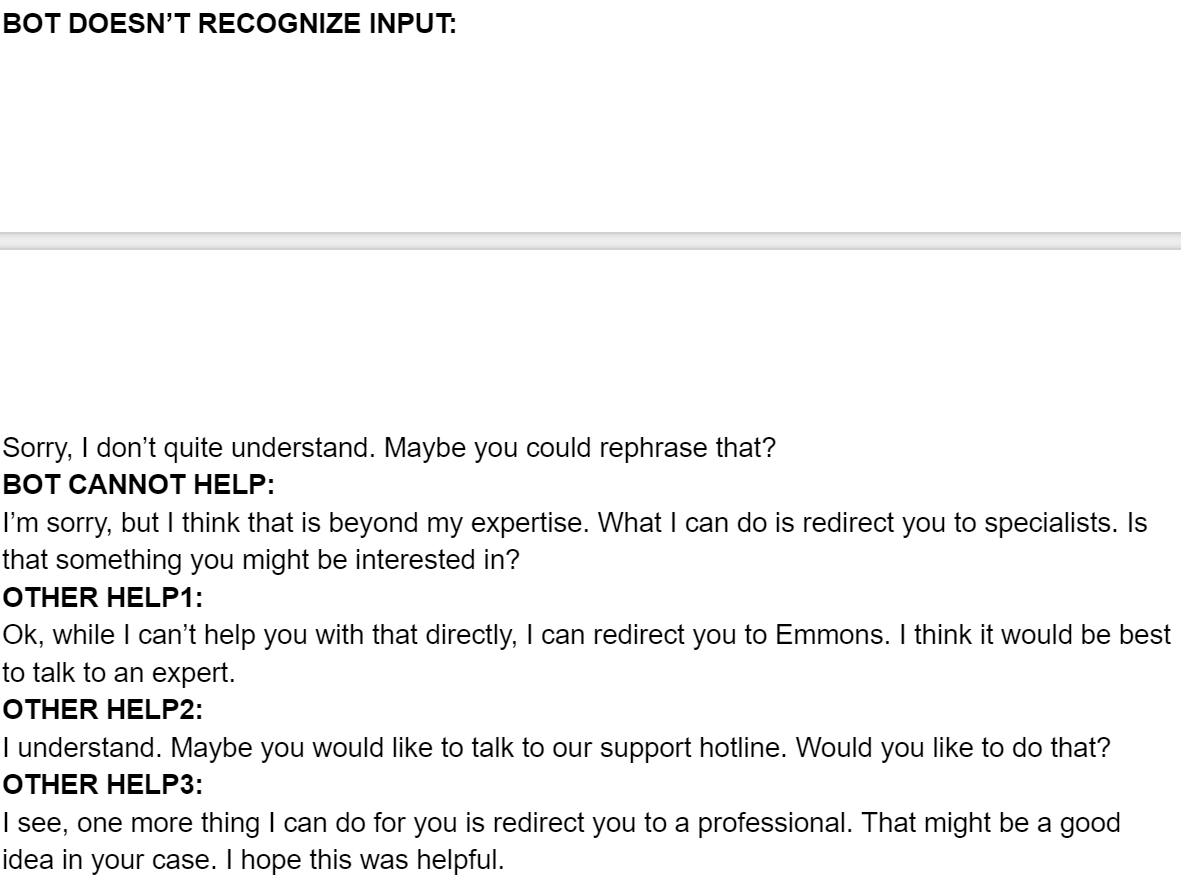 BOT DOESN’T RECOGNIZE INPUT:
Sorry, I don’t quite understand. Maybe you could rephrase that?
BOT CANNOT HELP:
I’m sorry, but I think that is beyond my expertise. What I can do is redirect you to specialists. Is
that something you might be interested in?
OTHER HELP1:
Ok, while I can’t help you with that directly, I can redirect you to Emmons. I think it would be best
to talk to an expert.
OTHER HELP2:
I understand. Maybe you would like to talk to our support hotline. Would you like to do that?
OTHER HELP3:
I see, one more thing I can do for you is redirect you to a professional. That might be a good
idea in your case. I hope this was helpful.